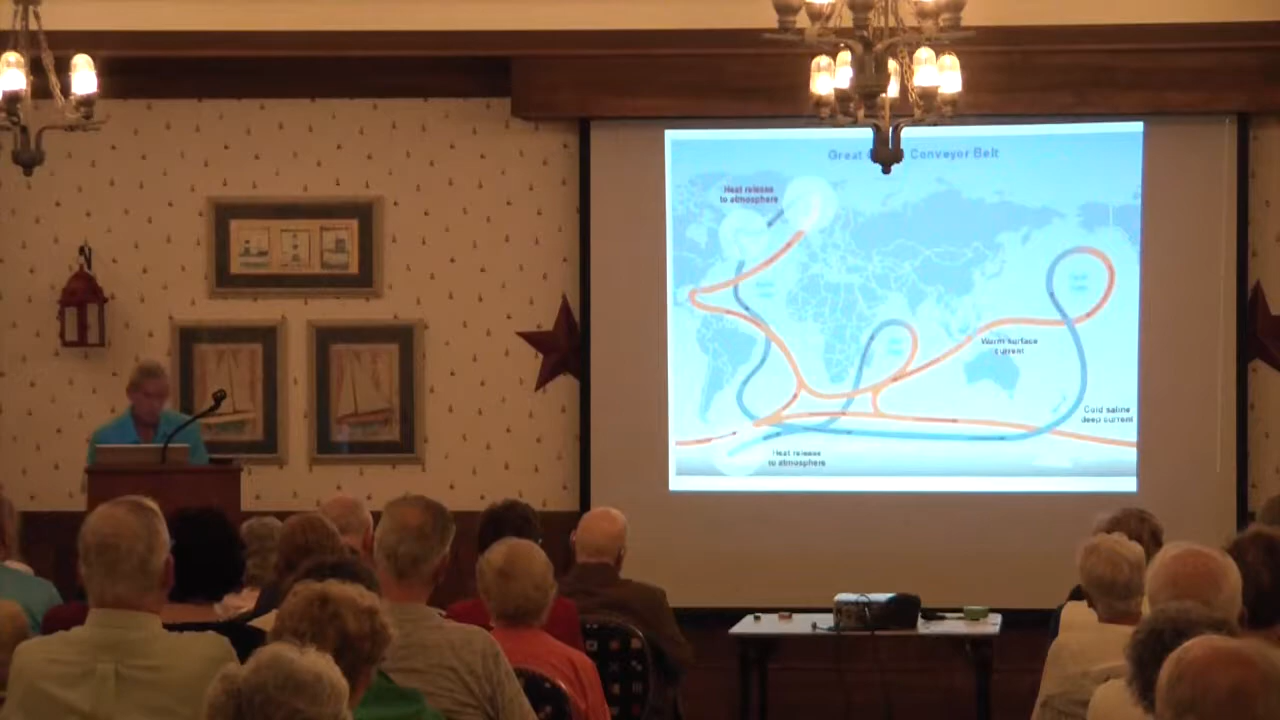 Great Conveyor Belt
Heat release
to atmosphere
Warm surface
current
Cold saline
deep current
Heat release
to atmosphere